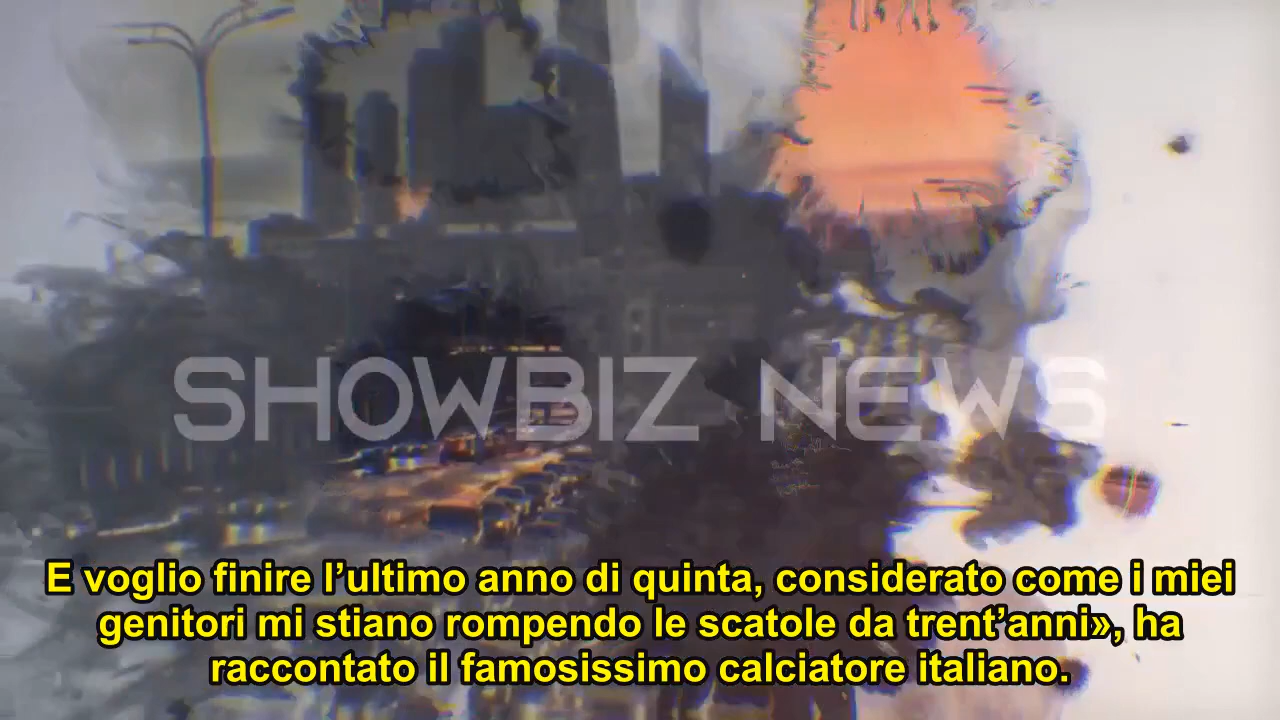 SHOWBIZ NEWS
E voglio finire l’ultimo anno di quinta, considerato come i miei
genitori mi stiano rompendo le scatole da trent’anni», ha
raccontato il famosissimo calciatore italiano.